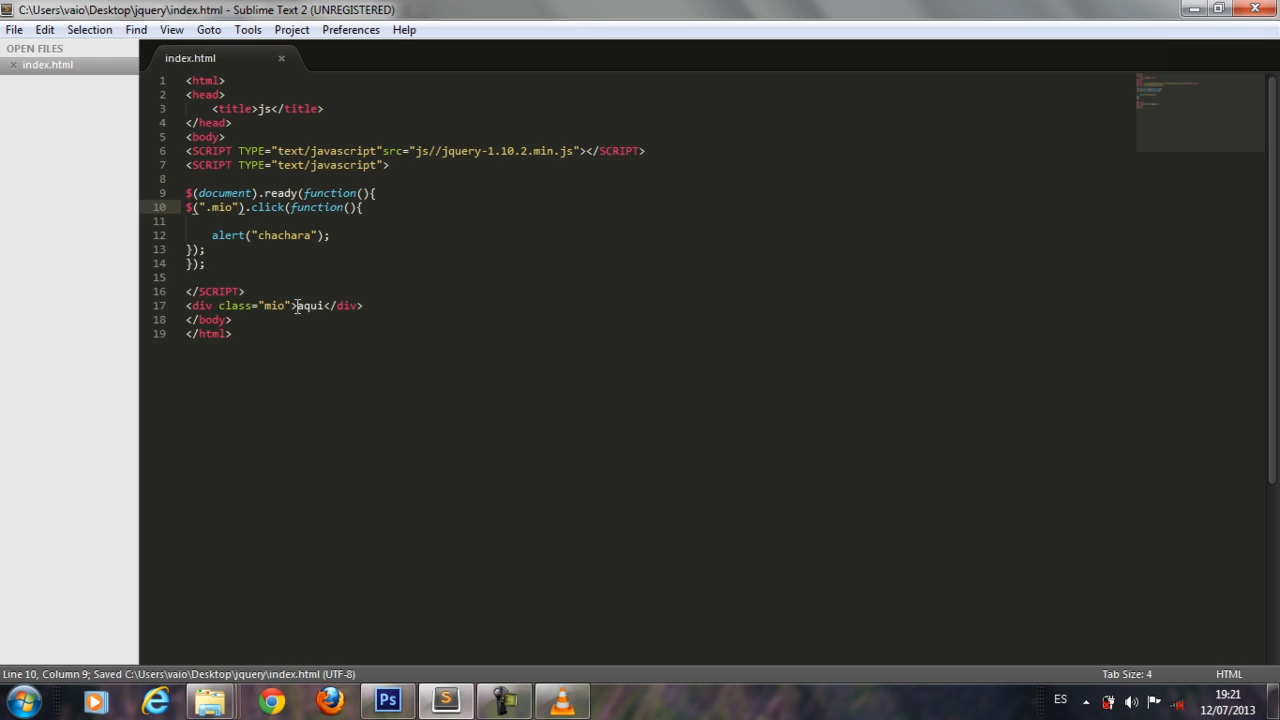 C:\Users\vaio\Desktop\jquery\index.html - Sublime Text 2 (UNREGISTERED)
File Edit Selection Find View Goto Tools Project Preferences Help
OPEN FILES
index.html
index.html
1 <html>
2 <head>
3 <title>js</title>
4 </head>
5 <body>
6 <SCRIPT TYPE="text/javascript"src="js//jquery-1.10.2.min.js"></SCRIPT>
7 <SCRIPT TYPE="text/javascript">
8
9 $(document).ready(function(){
10 $(".mio").click(function(){
11
12 alert("chachara");
13 });
14 });
15
16 </SCRIPT>
17 <div class="mio">aqui</div>
18 </body>
19 </html>
Line 10, Column 9; Saved C:\Users\vaio\Desktop\jquery\index.html (UTF-8)
Tab Size: 4 HTML
Ps S
ES
19:21
12/07/2013